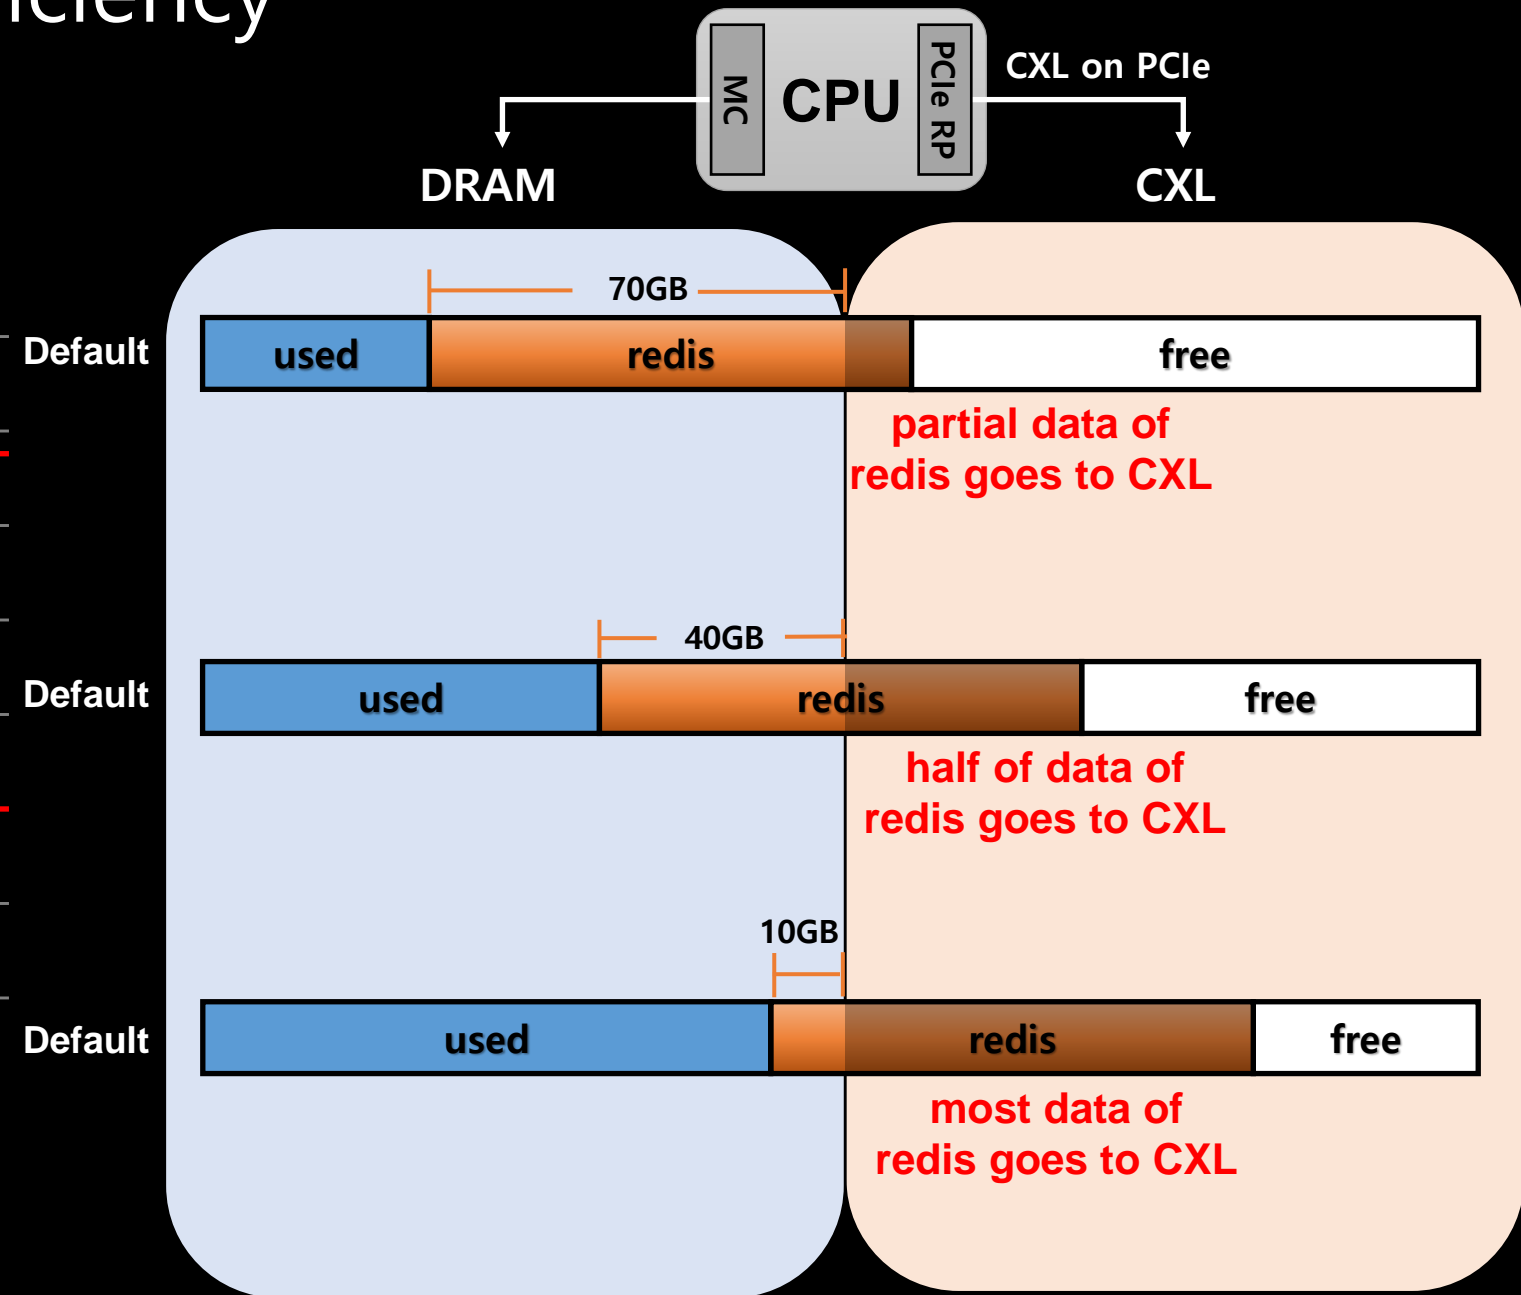 MC
CPU
PCIe RP
CXL on PCIe
DRAM
CXL
70GB
Default
used
redis
free
partial data of
redis goes to CXL
40GB
Default
used
redis
free
half of data of
redis goes to CXL
10GB
Default
used
redis
free
most data of
redis goes to CXL